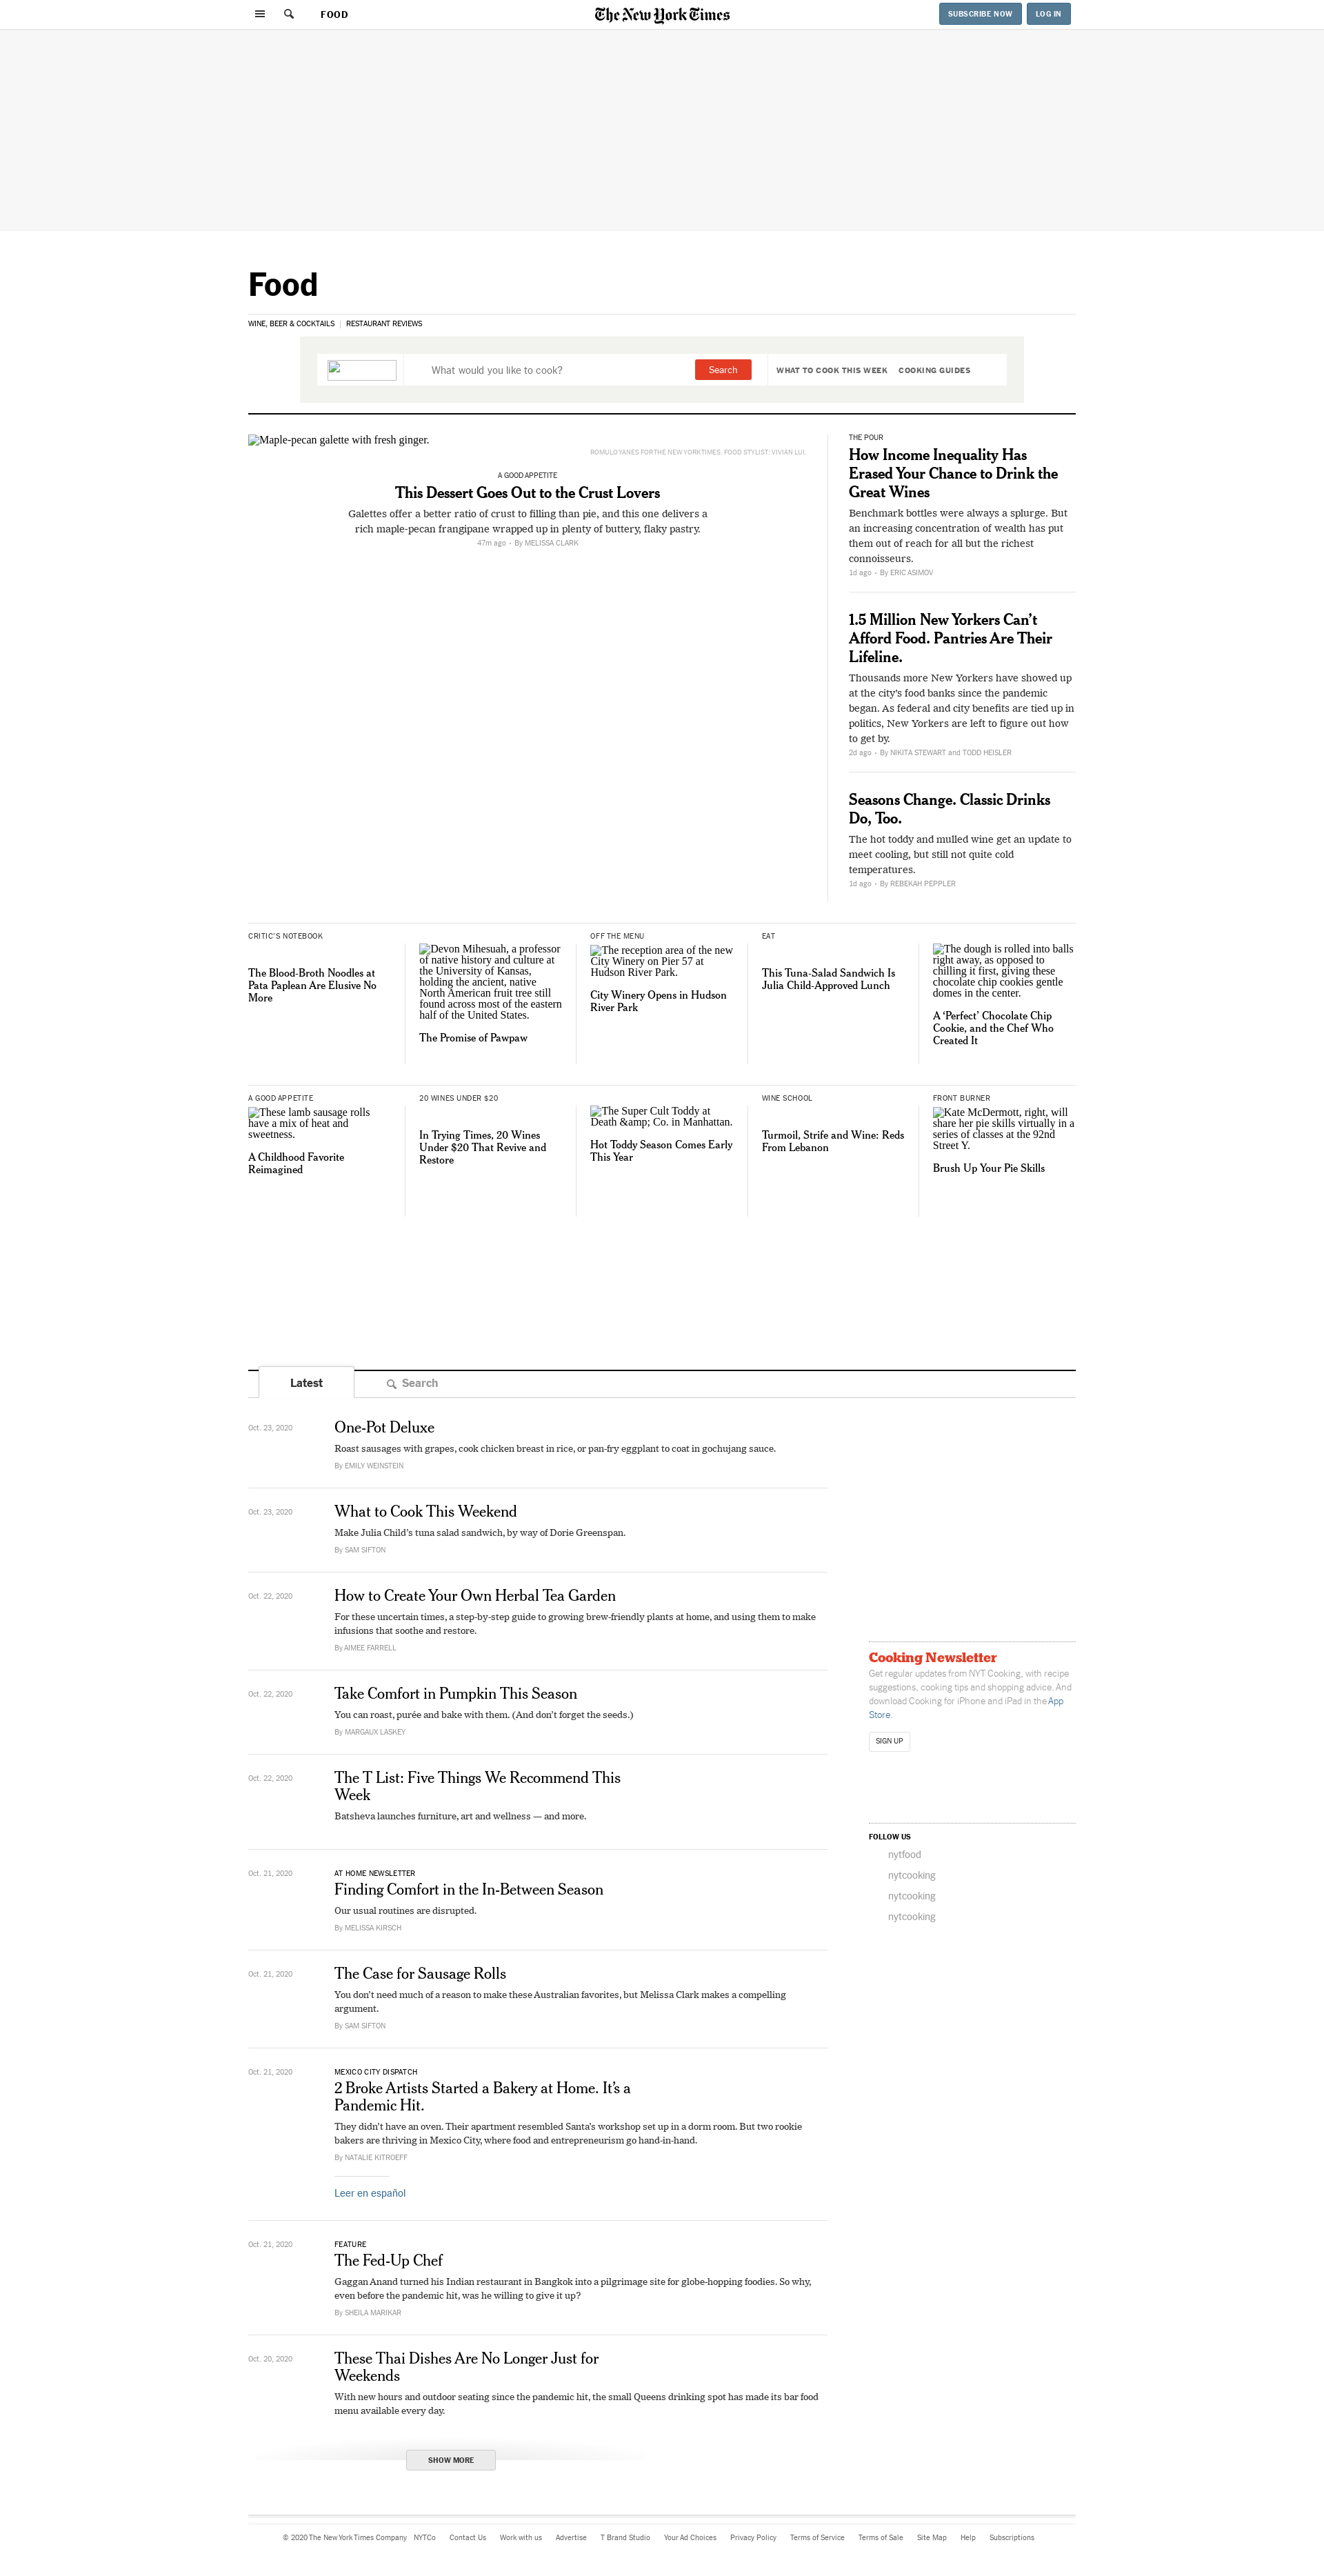 FOOD
The New York Times
SUBSCRIBE NOW
LOG IN
Food
WINE, BEER & COCKTAILS
RESTAURANT REVIEWS
What would you like to cook?
Search
WHAT TO COOK THIS WEEK
COOKING GUIDES
Maple-pecan galette with fresh ginger.
ROMULO YANES FOR THE NEW YORK TIMES. FOOD STYLIST: VIVIAN LUI.
A GOOD APPETITE
This Dessert Goes Out to the Crust Lovers
Galettes offer a better ratio of crust to filling than pie, and this one delivers a
rich maple-pecan frangipane wrapped up in plenty of buttery, flaky pastry.
47m ago • By MELISSA CLARK
THE POUR
How Income Inequality Has
Erased Your Chance to Drink the
Great Wines
Benchmark bottles were always a splurge. But
an increasing concentration of wealth has put
them out of reach for all but the richest
connoisseurs.
1d ago • By ERIC ASIMOV
1.5 Million New Yorkers Can’t
Afford Food. Pantries Are Their
Lifeline.
Thousands more New Yorkers have showed up
at the city’s food banks since the pandemic
began. As federal and city benefits are tied up in
politics, New Yorkers are left to figure out how
to get by.
2d ago • By NIKITA STEWART and TODD HEISLER
Seasons Change. Classic Drinks
Do, Too.
The hot toddy and mulled wine get an update to
meet cooling, but still not quite cold
temperatures.
1d ago • By REBEKAH PEPPLER
CRITIC’S NOTEBOOK
The Blood-Broth Noodles at
Pata Paplean Are Elusive No
More
Devon Mihesuah, a professor
of native history and culture at
the University of Kansas,
holding the ancient, native
North American fruit tree still
found across most of the eastern
half of the United States.
The Promise of Pawpaw
OFF THE MENU
The reception area of the new
City Winery on Pier 57 at
Hudson River Park.
City Winery Opens in Hudson
River Park
EAT
This Tuna-Salad Sandwich Is
Julia Child-Approved Lunch
The dough is rolled into balls
right away, as opposed to
chilling it first, giving these
chocolate chip cookies gentle
domes in the center.
A ‘Perfect’ Chocolate Chip
Cookie, and the Chef Who
Created It
A GOOD APPETITE
These lamb sausage rolls
have a mix of heat and
sweetness.
A Childhood Favorite
Reimagined
20 WINES UNDER $20
In Trying Times, 20 Wines
Under $20 That Revive and
Restore
The Super Cult Toddy at
Death &amp; Co. in Manhattan.
Hot Toddy Season Comes Early
This Year
WINE SCHOOL
Turmoil, Strife and Wine: Reds
From Lebanon
FRONT BURNER
Kate McDermott, right, will
share her pie skills virtually in a
series of classes at the 92nd
Street Y.
Brush Up Your Pie Skills
Latest
Search
Oct. 23, 2020
One-Pot Deluxe
Roast sausages with grapes, cook chicken breast in rice, or pan-fry eggplant to coat in gochujang sauce.
By EMILY WEINSTEIN
Oct. 23, 2020
What to Cook This Weekend
Make Julia Child’s tuna salad sandwich, by way of Dorie Greenspan.
By SAM SIFTON
Oct. 22, 2020
How to Create Your Own Herbal Tea Garden
For these uncertain times, a step-by-step guide to growing brew-friendly plants at home, and using them to make
infusions that soothe and restore.
By AIMEE FARRELL
Oct. 22, 2020
Take Comfort in Pumpkin This Season
You can roast, purée and bake with them. (And don’t forget the seeds.)
By MARGAUX LASKEY
Oct. 22, 2020
The T List: Five Things We Recommend This
Week
Batsheva launches furniture, art and wellness — and more.
Oct. 21, 2020
AT HOME NEWSLETTER
Finding Comfort in the In-Between Season
Our usual routines are disrupted.
By MELISSA KIRSCH
Oct. 21, 2020
The Case for Sausage Rolls
You don’t need much of a reason to make these Australian favorites, but Melissa Clark makes a compelling
argument.
By SAM SIFTON
Oct. 21, 2020
MEXICO CITY DISPATCH
2 Broke Artists Started a Bakery at Home. It’s a
Pandemic Hit.
They didn’t have an oven. Their apartment resembled Santa’s workshop set up in a dorm room. But two rookie
bakers are thriving in Mexico City, where food and entrepreneurism go hand-in-hand.
By NATALIE KITROEFF
Leer en español
Oct. 21, 2020
FEATURE
The Fed-Up Chef
Gaggan Anand turned his Indian restaurant in Bangkok into a pilgrimage site for globe-hopping foodies. So why,
even before the pandemic hit, was he willing to give it up?
By SHEILA MARIKAR
Oct. 20, 2020
These Thai Dishes Are No Longer Just for
Weekends
With new hours and outdoor seating since the pandemic hit, the small Queens drinking spot has made its bar food
menu available every day.
SHOW MORE
Cooking Newsletter
Get regular updates from NYT Cooking, with recipe
suggestions, cooking tips and shopping advice. And
download Cooking for iPhone and iPad in the App
Store.
SIGN UP
FOLLOW US
nytfood
nytcooking
nytcooking
nytcooking
© 2020 The New York Times Company NYTCo Contact Us Work with us Advertise T Brand Studio Your Ad Choices Privacy Policy Terms of Service Terms of Sale Site Map Help Subscriptions